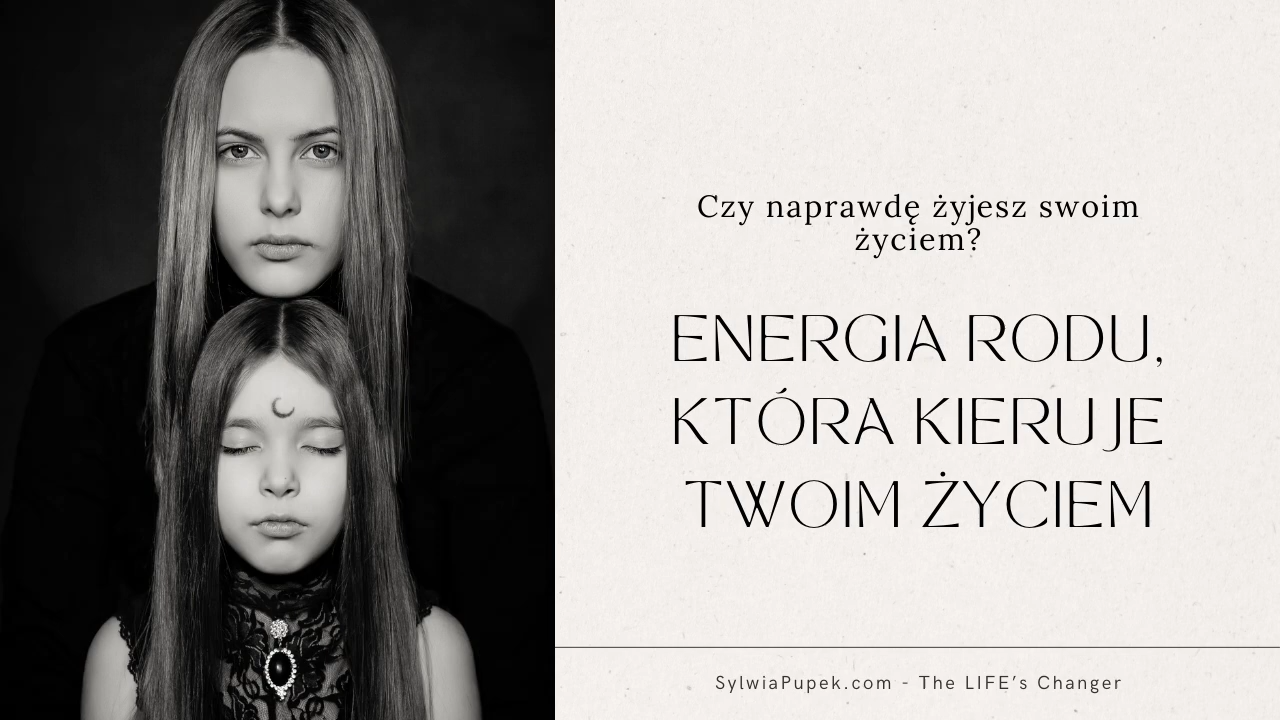 Czy naprawdę żyjesz swoim
życiem?
ENERGIA RODU,
KTÓRA KIERUJE
TWOIM ŻYCIEM
SylwiaPupek.com - The LIFE’s Changer